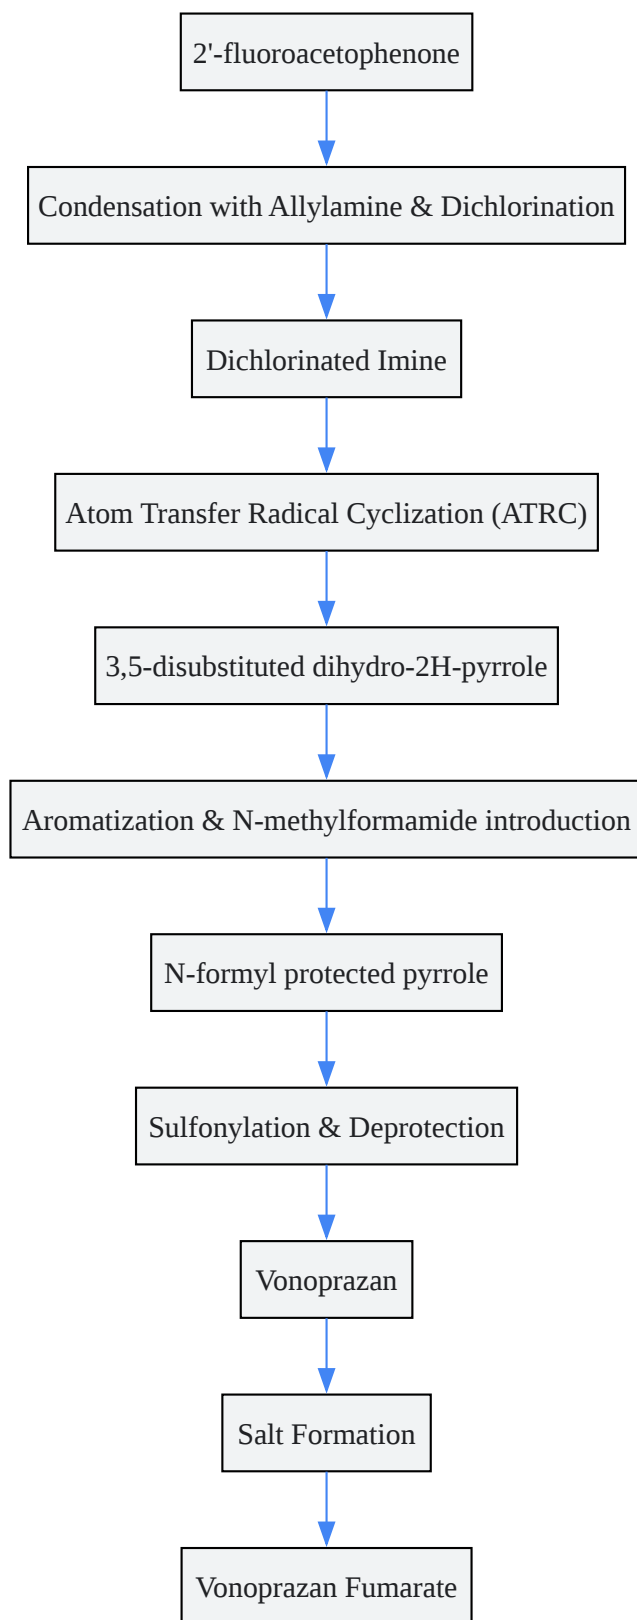 2'-fluoroacetophenone
Condensation with Allylamine & Dichlorination
Dichlorinated Imine
Atom Transfer Radical Cyclization (ATRC)
3,5-disubstituted dihydro-2H-pyrrole
Aromatization & N-methylformamide introduction
N-formyl protected pyrrole
Sulfonylation & Deprotection
Vonoprazan
Salt Formation
Vonoprazan Fumarate